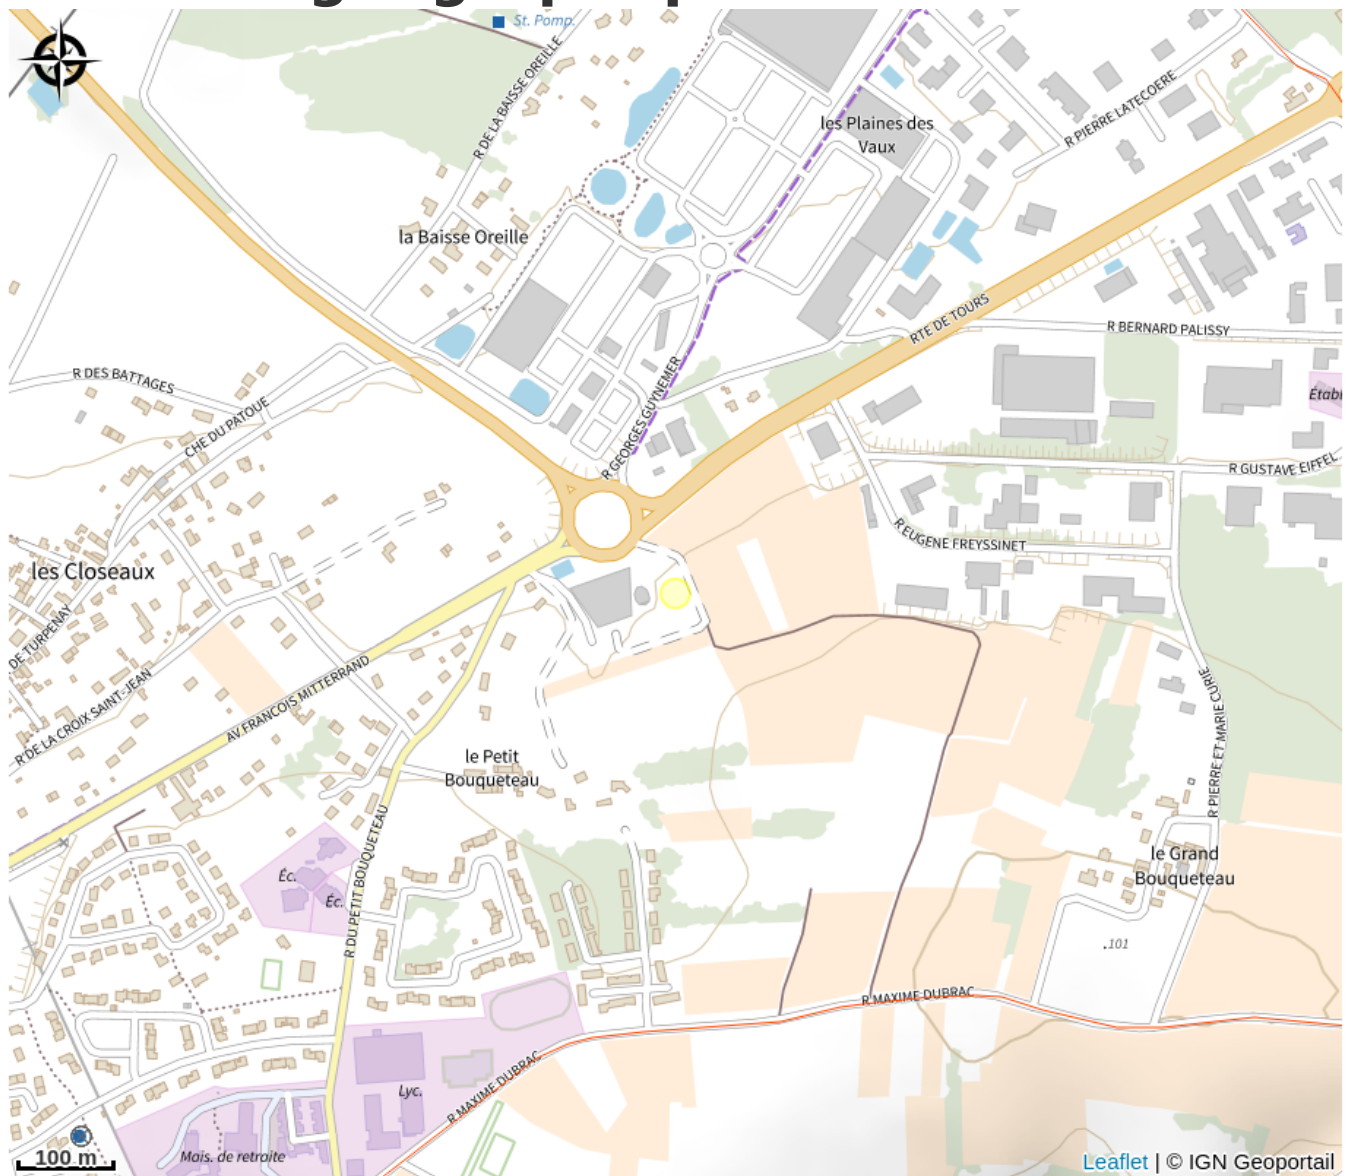 St. Pomp.
R DE LA BAISSE OREILLE
les Plaines des
Vaux
R PIERRE LATECOERE
la Baisse Oreille
RTE DE TOURS
R BERNARD PALISSY
R DES BATTAGES
CHE DU PATOUE
R GEORGES GUYNEMER
R GUSTAVE EIFFEL
R EUGENE FREYSSINET
les Closeaux
DE TURPENAY
R DE LA CROIX SAINT-JEAN
AV FRANCOIS MITTERRAND
R PIERRE ET MARIE CURIE
le Petit
Bouqueteau
R DU PETIT BOUQUETEAU
le Grand
Bouqueteau
Éc.
Éc.
101
R MAXIME DUBRAC
R MAXIME DUBRAC
Lyc.
Mais. de retraite
100 m
Leaflet | © IGN Geoportail